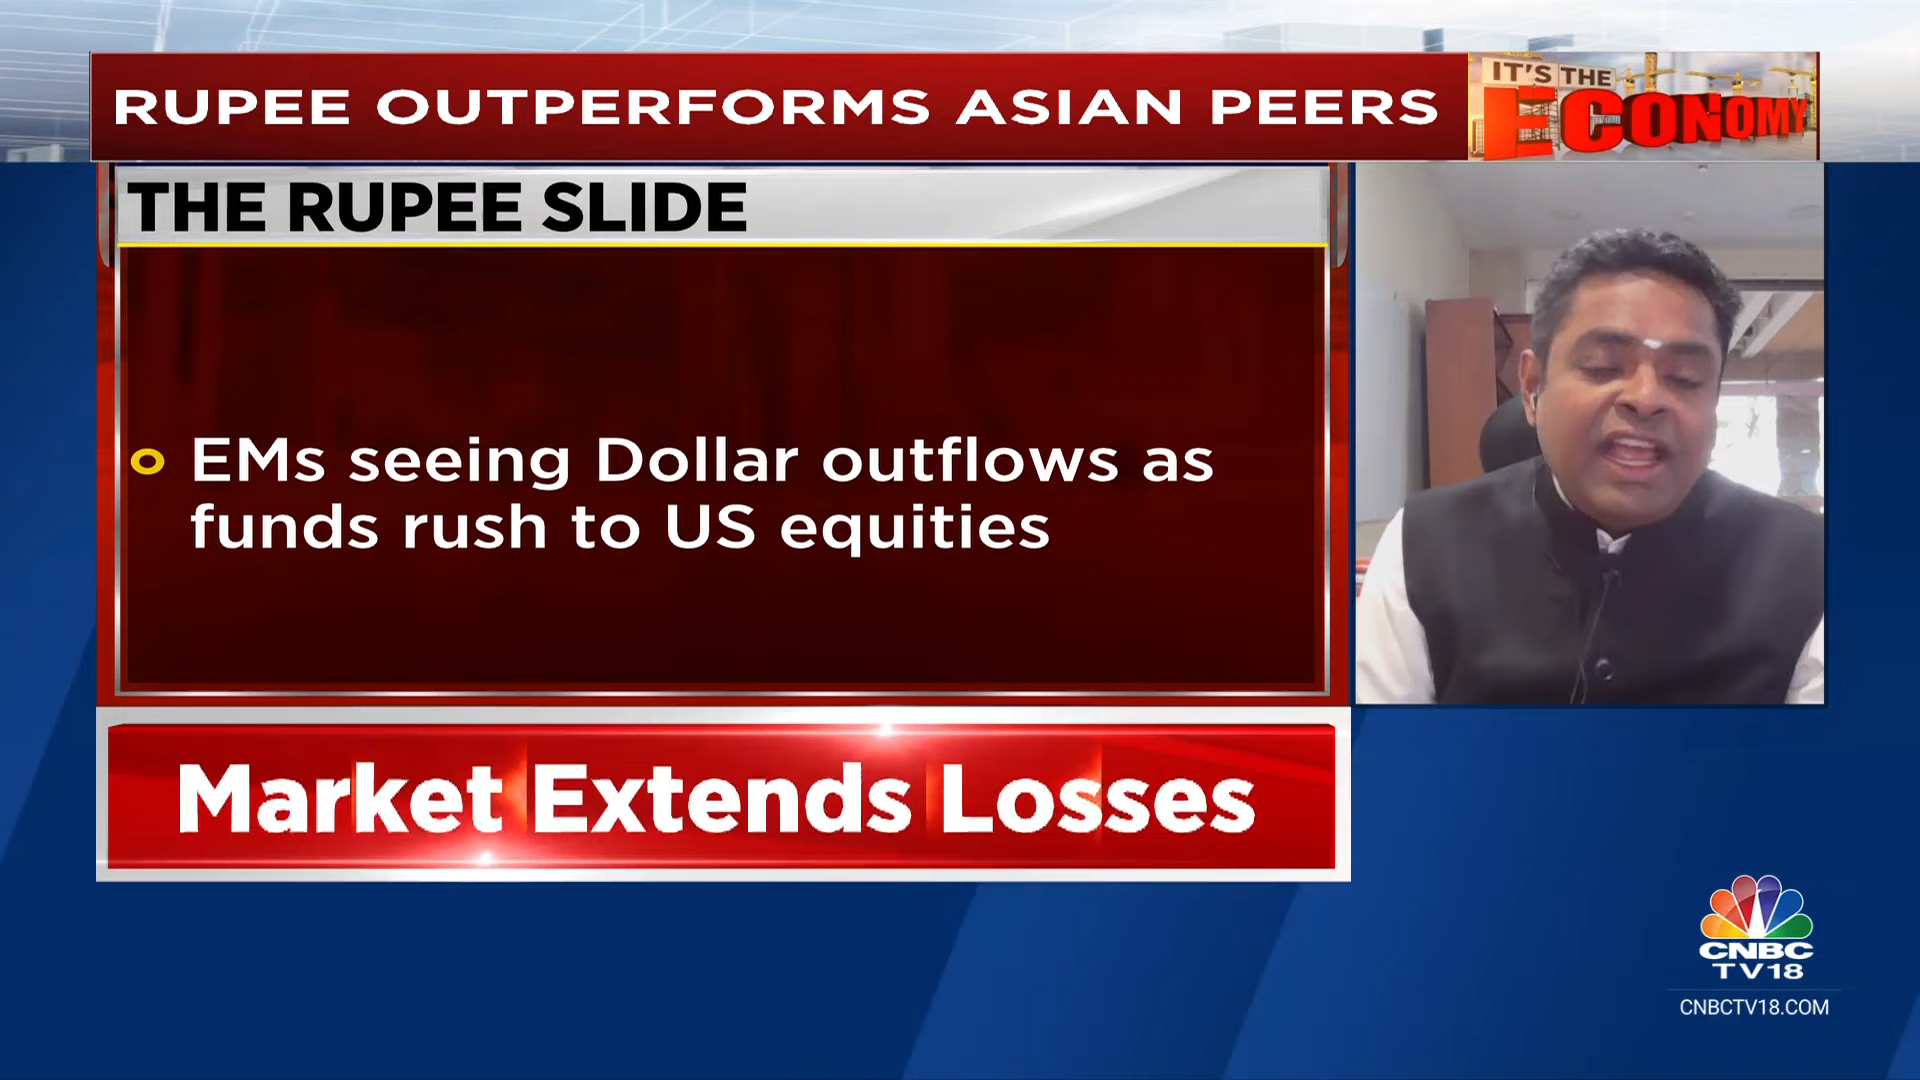 RUPEE OUTPERFORMS ASIAN PEERS
IT'S THE
ECONOMY
THE RUPEE SLIDE
EMs seeing Dollar outflows as
funds rush to US equities
Market Extends Losses
CNBC
TV18
CNBCTV18.COM